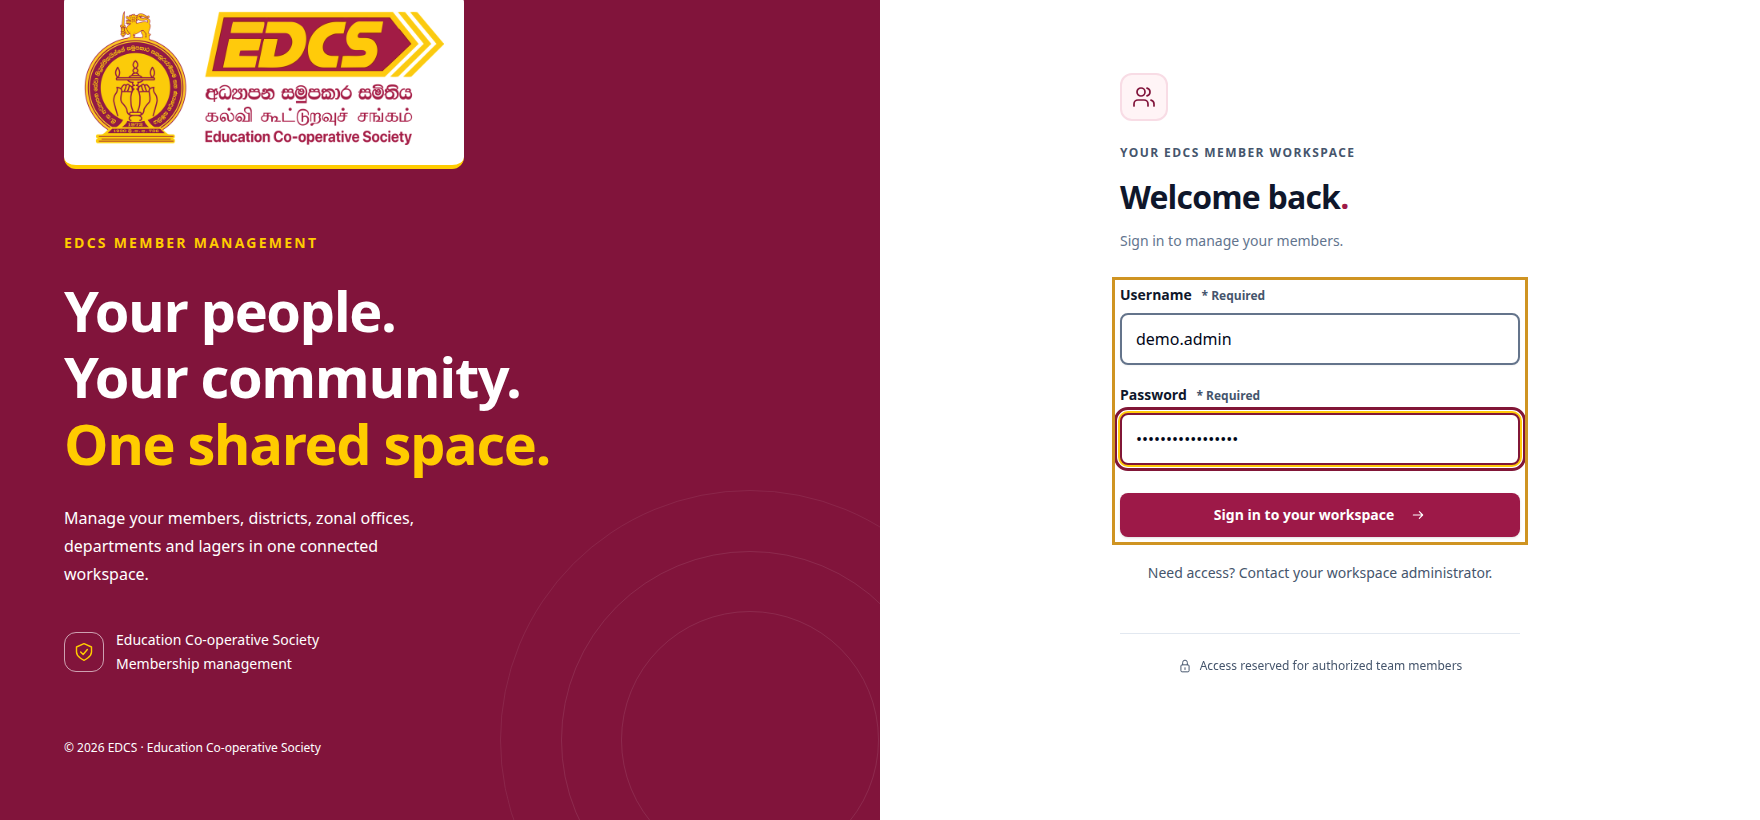 EDCS
අධ්‍යාපන සමුපකාර සමිතිය
கல்வி கூட்டுறவுச் சங்கம்
Education Co-operative Society
EDCS MEMBER MANAGEMENT
Your people.
Your community.
One shared space.
Manage your members, districts, zonal offices,
departments and lagers in one connected
workspace.
Education Co-operative Society
Membership management
© 2026 EDCS · Education Co-operative Society
YOUR EDCS MEMBER WORKSPACE
Welcome back.
Sign in to manage your members.
Username * Required
demo.admin
Password * Required
•••••••••••••••••
Sign in to your workspace →
Need access? Contact your workspace administrator.
Access reserved for authorized team members